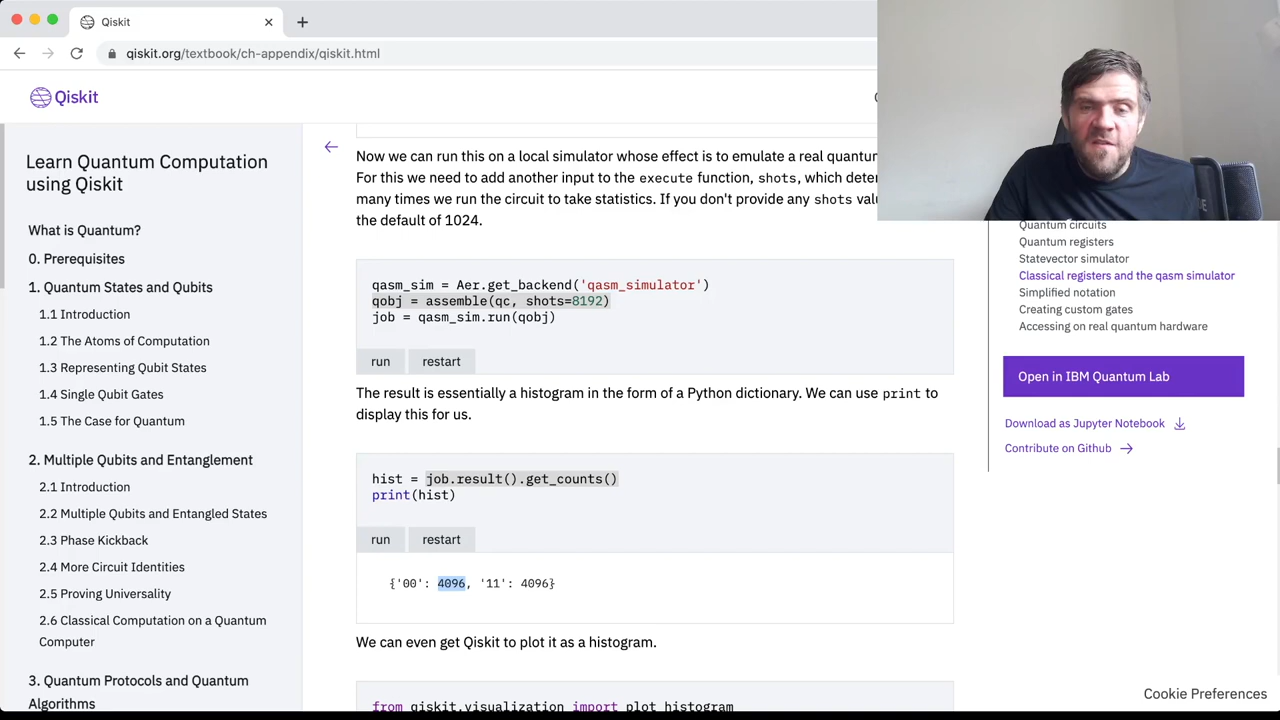 Qiskit
qiskit.org/textbook/ch-appendix/qiskit.html
Qiskit
Learn Quantum Computation
using Qiskit
What is Quantum?
0. Prerequisites
1. Quantum States and Qubits
1.1 Introduction
1.2 The Atoms of Computation
1.3 Representing Qubit States
1.4 Single Qubit Gates
1.5 The Case for Quantum
2. Multiple Qubits and Entanglement
2.1 Introduction
2.2 Multiple Qubits and Entangled States
2.3 Phase Kickback
2.4 More Circuit Identities
2.5 Proving Universality
2.6 Classical Computation on a Quantum
Computer
3. Quantum Protocols and Quantum
Algorithms
Now we can run this on a local simulator whose effect is to emulate a real quantum
For this we need to add another input to the execute function, shots, which
many times we run the circuit to take statistics. If you don't provide any shots
the default of 1024.
qasm_sim = Aer.get_backend('qasm_simulator')
qobj = assemble(qc, shots=8192)
job = qasm_sim.run(qobj)
run restart
The result is essentially a histogram in the form of a Python dictionary. We can use print to
display this for us.
hist = job.result().get_counts()
print(hist)
run restart
{'00': 4096, '11': 4096}
We can even get Qiskit to plot it as a histogram.
from qiskit.visualization import plot_histogram
Quantum circuits
Quantum registers
Statevector simulator
Classical registers and the qasm simulator
Simplified notation
Creating custom gates
Accessing on real quantum hardware
Open in IBM Quantum Lab
Download as Jupyter Notebook
Contribute on Github
Cookie Preferences